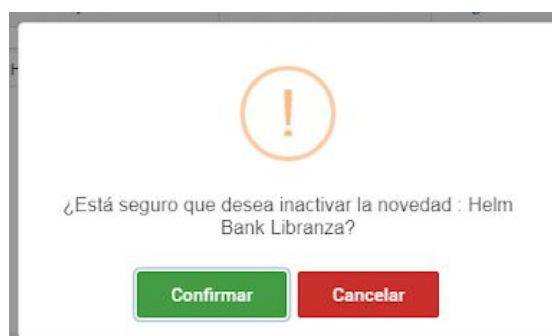 !
¿Está seguro que desea inactivar la novedad : Helm
Bank Libranza?
Confirmar Cancelar